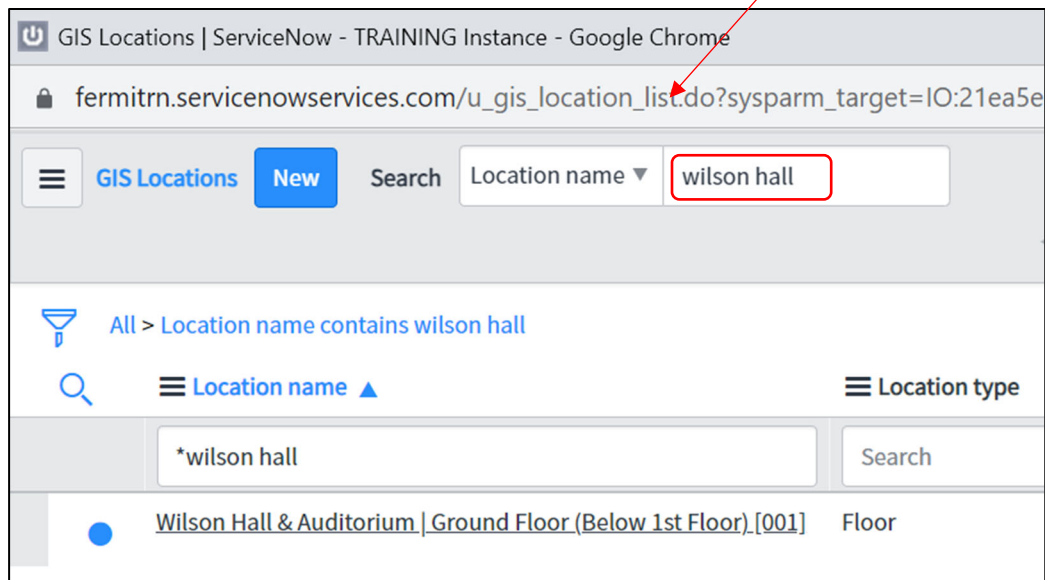 GIS Locations | ServiceNow - TRAINING Instance - Google Chrome
fermitrn.servicenowservices.com/u_gis_location_list.do?sysparm_target=IO:21ea5e
GIS Locations New Search Location name ▼ wilson hall
All > Location name contains wilson hall
Location name ▲ Location type
*wilson hall Search
Wilson Hall & Auditorium | Ground Floor (Below 1st Floor) [001] Floor